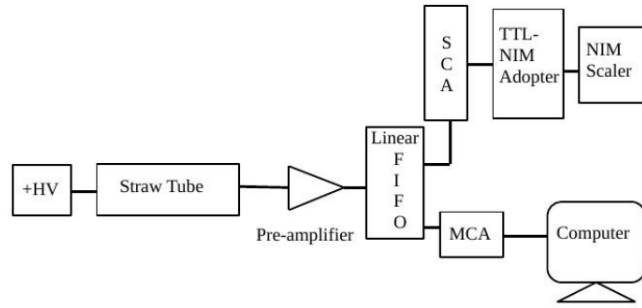 +HV
Straw Tube
Pre-amplifier
Linear
F
I
F
O
S
C
A
TTL-
NIM
Adopter
NIM
Scaler
MCA
Computer